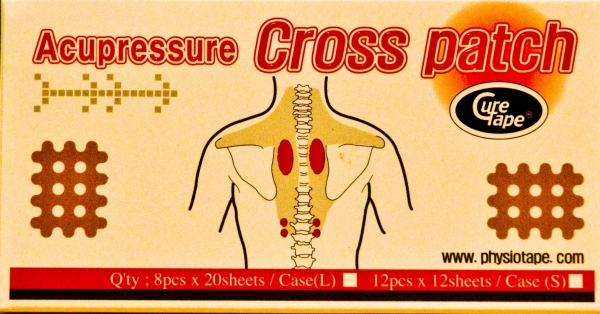 Acupressure Cross patch
Cure
Tape®
www. physiotape. com
Q'ty ; 8pcs x 20sheets / Case(L) 12pcs x 12sheets / Case (S)